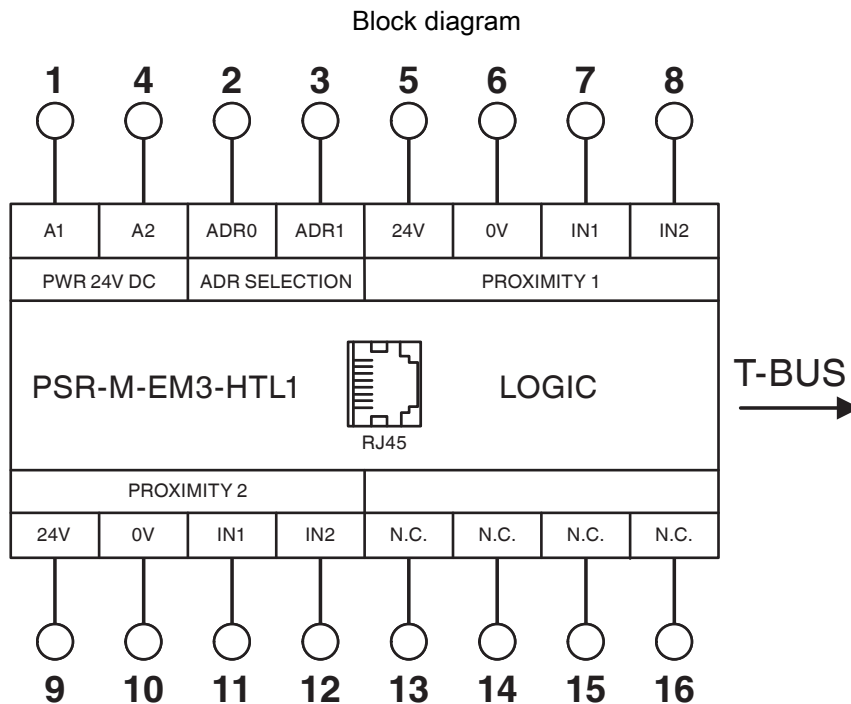 Block diagram
1 4 2 3 5 6 7 8
A1 A2 ADR0 ADR1 24V 0V IN1 IN2
PWR 24V DC ADR SELECTION PROXIMITY 1
PSR-M-EM3-HTL1 LOGIC T-BUS
RJ45
PROXIMITY 2
24V 0V IN1 IN2 N.C. N.C. N.C. N.C.
9 10 11 12 13 14 15 16